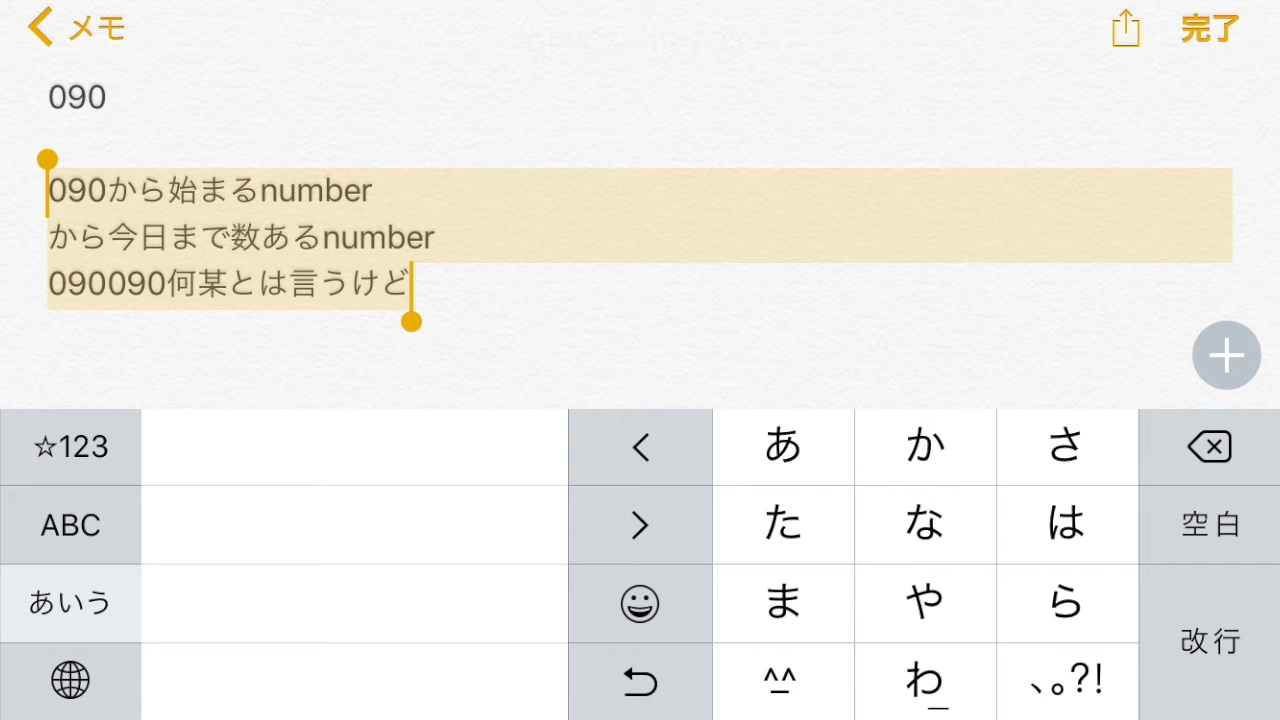 メモ
完了
090
090から始まるnumber
から今日まで数あるnumber
090090何某とは言うけど
☆123
あ
か
さ
ABC
た
な
は
空白
あいう
ま
や
ら
改行
^^
わ
、。?!